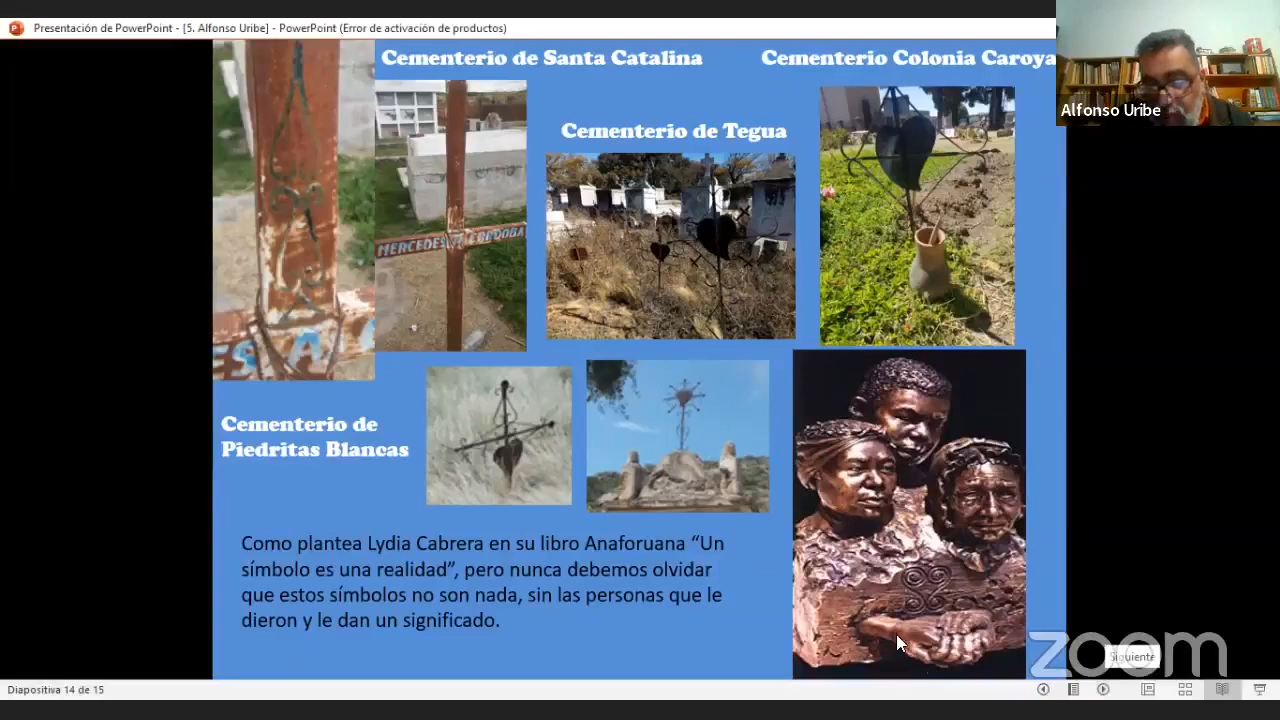 Presentación de PowerPoint - [5. Alfonso Uribe] - PowerPoint (Error de activación de productos)
Cementerio de Santa Catalina
Cementerio Colonia Caroya
Alfonso Uribe
Cementerio de Tegua
MERCEDES
CORDOBA
ES A
Cementerio de
Piedritas Blancas
Como plantea Lydia Cabrera en su libro Anaforuana “Un
símbolo es una realidad”, pero nunca debemos olvidar
que estos símbolos no son nada, sin las personas que le
dieron y le dan un significado.
zoom
Siguiente
Diapositiva 14 de 15